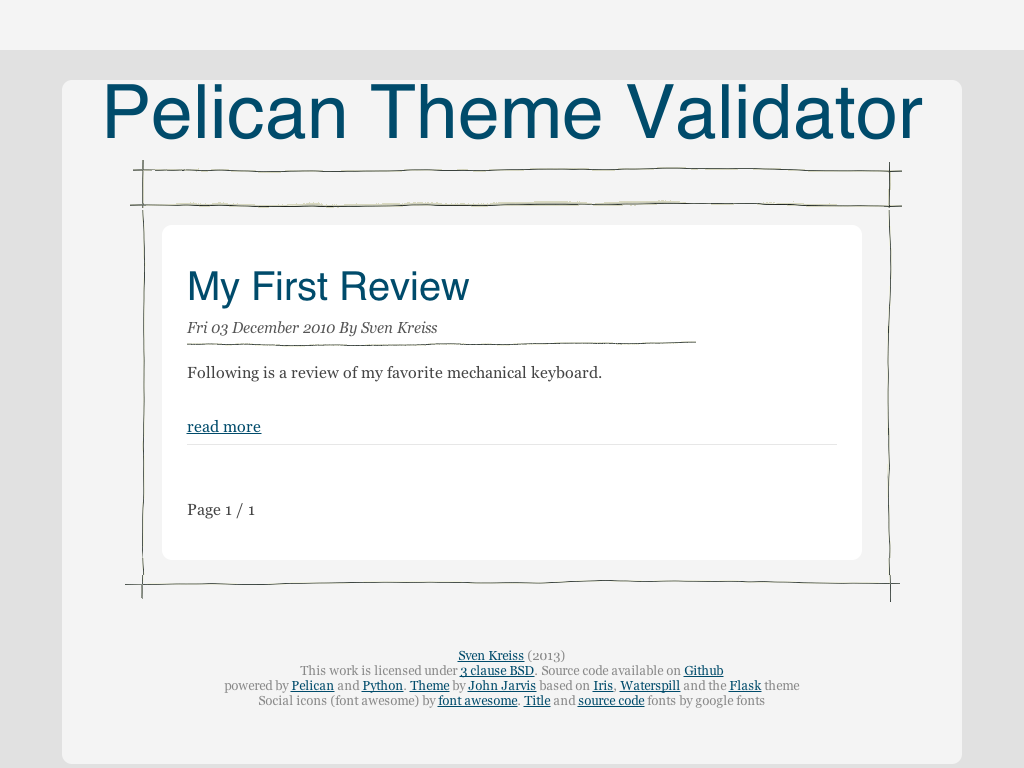 Pelican Theme Validator
My First Review
Fri 03 December 2010 By Sven Kreiss
Following is a review of my favorite mechanical keyboard.
read more
Page 1 / 1
Sven Kreiss (2013)
This work is licensed under 3 clause BSD. Source code available on Github
powered by Pelican and Python. Theme by John Jarvis based on Iris, Waterspill and the Flask theme
Social icons (font awesome) by font awesome. Title and source code fonts by google fonts